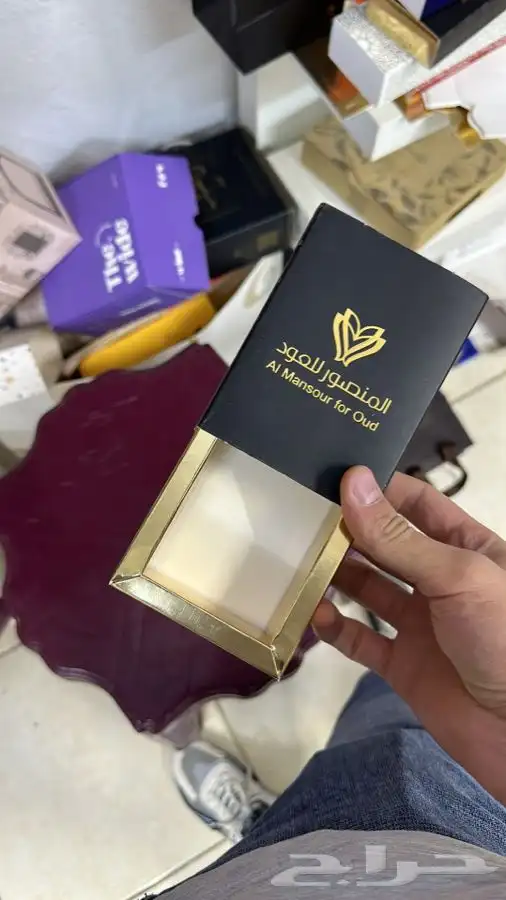 The
wide
المنصور للعود
Al Mansour for Oud
حراج